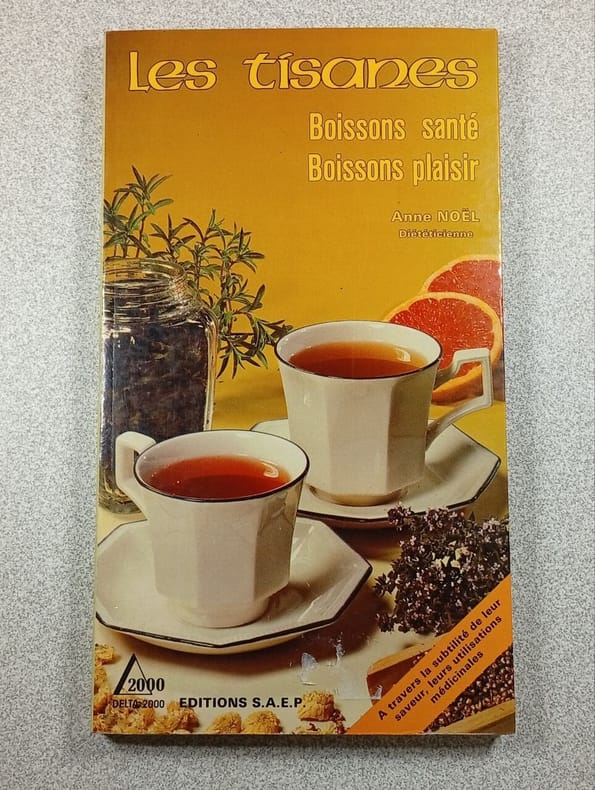 Les tisanes
Boissons santé
Boissons plaisir
Anne NOËL
Diététicienne
A travers la subtilité de leur
saveur, leurs utilisations
médicinales
2000
DELTA 2000
EDITIONS S.A.E.P.